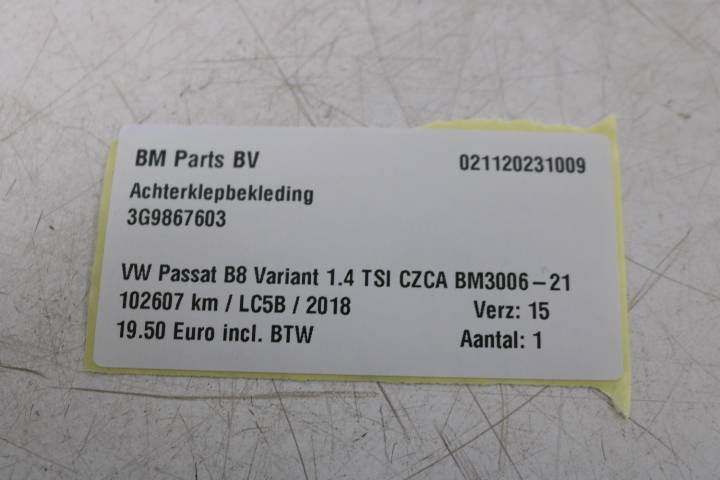 BM Parts BV 021120231009
Achterklepbekleding
3G9867603
VW Passat B8 Variant 1.4 TSI CZCA BM3006-21
102607 km / LC5B / 2018 Verz: 15
19.50 Euro incl. BTW Aantal: 1